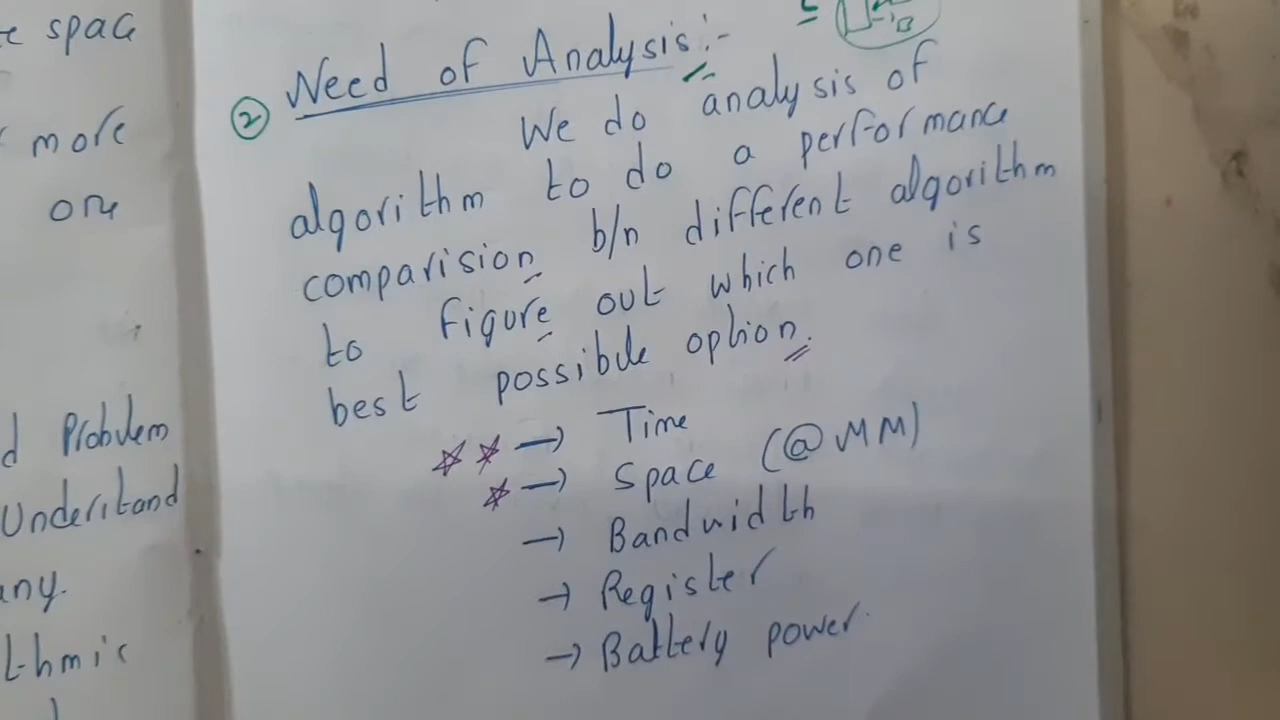 e spac
more
one
d Problem
Understand
any.
thmic
② Need of Analysis:-
We do analysis of
algorithm to do a performance
comparision b/n different algorithm
to figure out which one is
best possible option.
→ Time
→ Space (@MM)
→ Bandwidth
→ Register
→ Battery power.